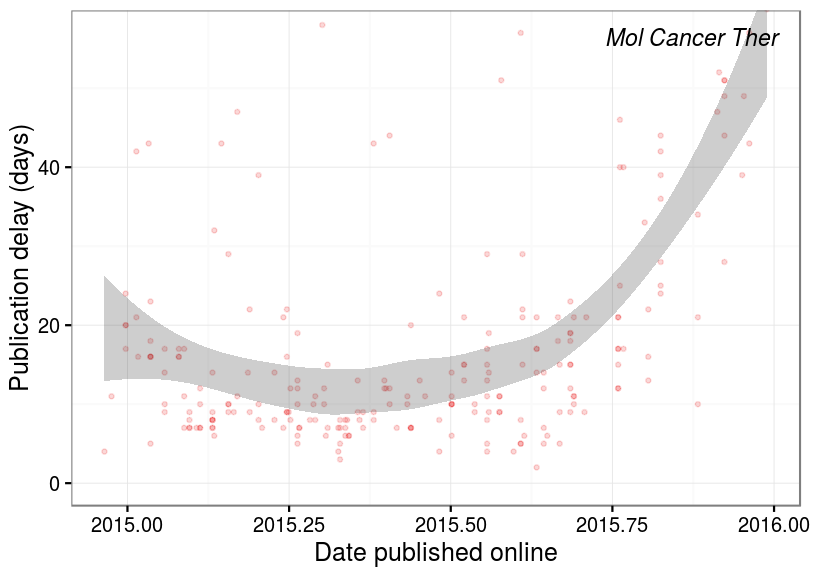 Mol Cancer Ther
Publication delay (days)
40
20
0
2015.00 2015.25 2015.50 2015.75 2016.00
Date published online